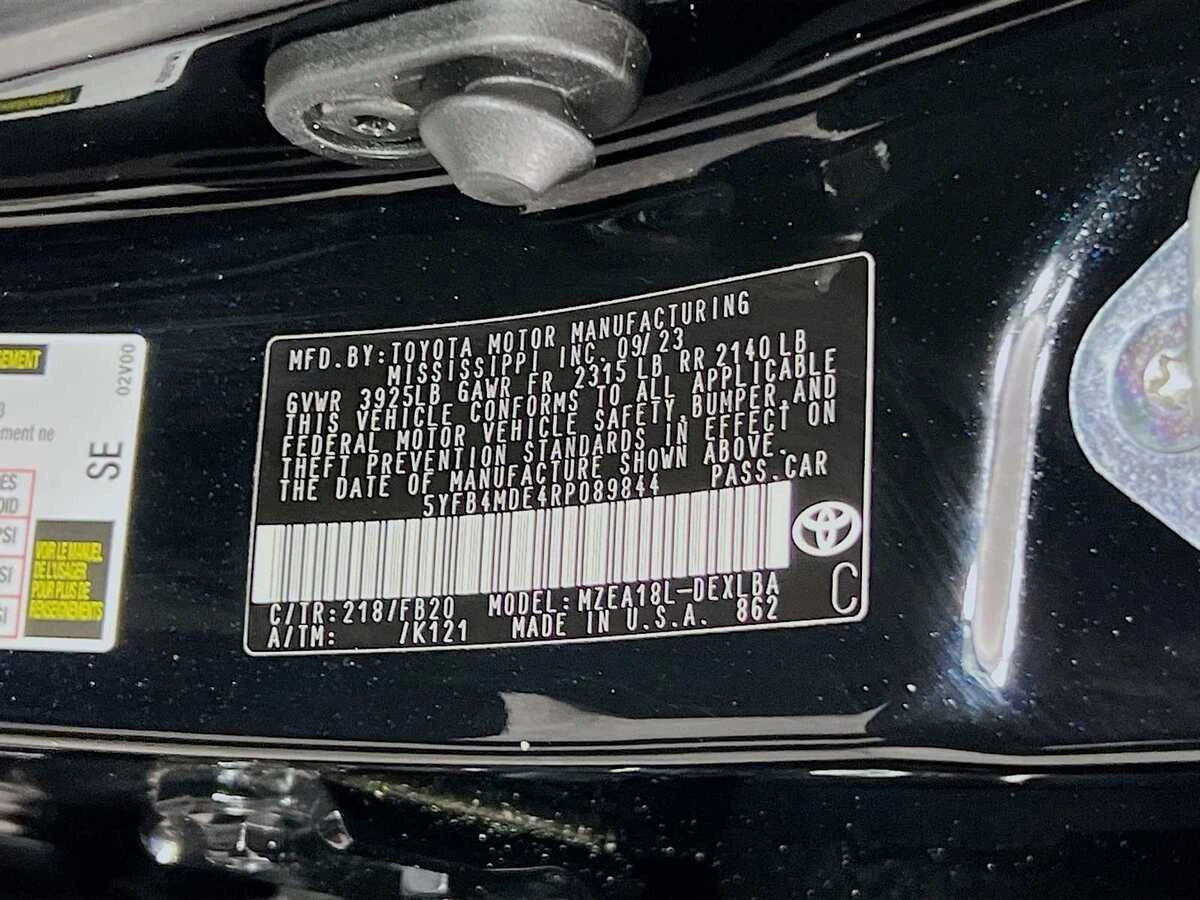 MFD. BY: TOYOTA MOTOR MANUFACTURING
MISSISSIPPI INC. 09/23
GVWR 3925LB GAWR FR 2315 LB RR 2140 LB
THIS VEHICLE CONFORMS TO ALL APPLICABLE
FEDERAL MOTOR VEHICLE SAFETY, BUMPER, AND
THEFT PREVENTION STANDARDS IN EFFECT ON
THE DATE OF MANUFACTURE SHOWN ABOVE.
5YFB4MDE4RP089844 PASS. CAR
C/TR: 218/FB20 MODEL: MZEA18L-DEXLBA
A/TM: /K121 MADE IN U.S.A. 862
C
02V00
ment ne
SE
PSI
VOIR LE MANUEL
DE L'USAGER
POUR PLUS DE
RENSEIGNEMENTS